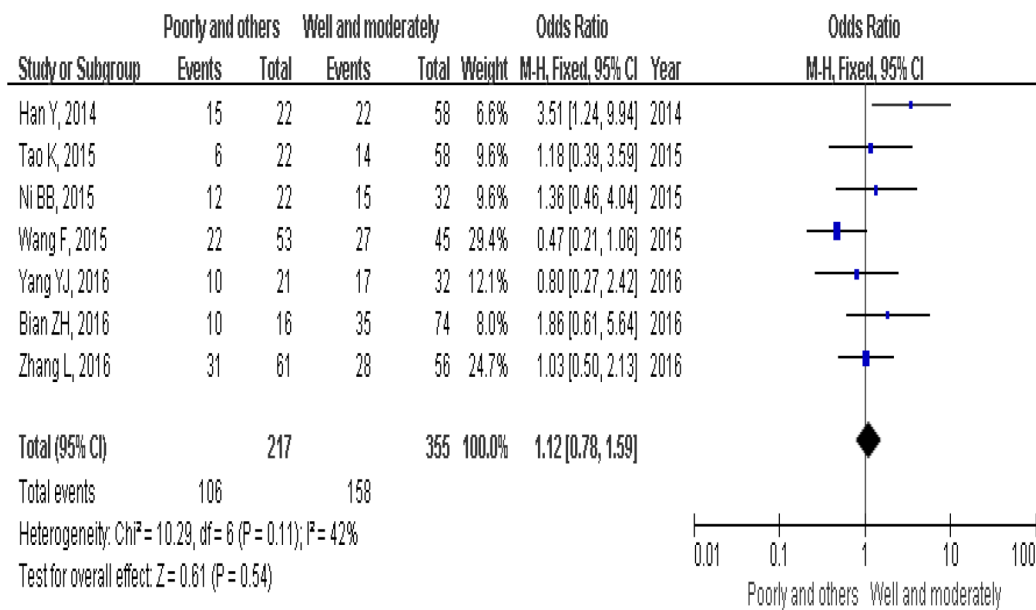 Poorly and others Well and moderately Odds Ratio Odds Ratio
Study or Subgroup Events Total Events Total Weight M-H, Fixed, 95% CI Year M-H, Fixed, 95% CI
Han Y, 2014 15 22 22 58 6.6% 3.51 [1.24, 9.94] 2014
Tao K, 2015 6 22 14 58 9.6% 1.18 [0.39, 3.59] 2015
Ni BB, 2015 12 22 15 32 9.6% 1.36 [0.46, 4.04] 2015
Wang F, 2015 22 53 27 45 29.4% 0.47 [0.21, 1.06] 2015
Yang YJ, 2016 10 21 17 32 12.1% 0.80 [0.27, 2.42] 2016
Bian ZH, 2016 10 16 35 74 8.0% 1.86 [0.61, 5.64] 2016
Zhang L, 2016 31 61 28 56 24.7% 1.03 [0.50, 2.13] 2016
Total (95% CI) 217 355 100.0% 1.12 [0.78, 1.59]
Total events 106 158
Heterogeneity: Chi² = 10.29, df = 6 (P = 0.11); I² = 42%
Test for overall effect: Z = 0.61 (P = 0.54)
0.01 0.1 1 10 100
Poorly and others Well and moderately